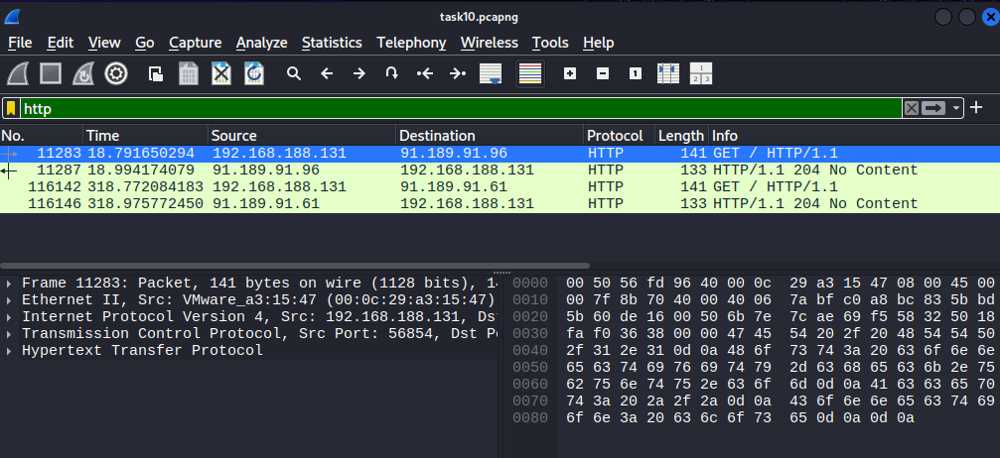 task10.pcapng
File Edit View Go Capture Analyze Statistics Telephony Wireless Tools Help
http
No. Time Source Destination Protocol Length Info
11283 18.791650294 192.168.188.131 91.189.91.96 HTTP 141 GET / HTTP/1.1
11287 18.994174079 91.189.91.96 192.168.188.131 HTTP 133 HTTP/1.1 204 No Content
116142 318.772084183 192.168.188.131 91.189.91.61 HTTP 141 GET / HTTP/1.1
116146 318.975772450 91.189.91.61 192.168.188.131 HTTP 133 HTTP/1.1 204 No Content
Frame 11283: Packet, 141 bytes on wire (1128 bits), 14
Ethernet II, Src: VMware_a3:15:47 (00:0c:29:a3:15:47)
Internet Protocol Version 4, Src: 192.168.188.131, Ds
Transmission Control Protocol, Src Port: 56854, Dst P
Hypertext Transfer Protocol
0000 00 50 56 fd 96 40 00 0c 29 a3 15 47 08 00 45 00
0010 00 7f 8b 70 40 00 40 06 7a bf c0 a8 bc 83 5b bd
0020 5b 60 de 16 00 50 6b 7e 7c ae 69 f5 58 32 50 18
0030 fa f0 36 38 00 00 47 45 54 20 2f 20 48 54 54 50
0040 2f 31 2e 31 0d 0a 48 6f 73 74 3a 20 63 6f 6e 6e
0050 65 63 74 69 76 69 74 79 2d 63 68 65 63 6b 2e 75
0060 62 75 6e 74 75 2e 63 6f 6d 0d 0a 41 63 63 65 70
0070 74 3a 20 2a 2f 2a 0d 0a 43 6f 6e 6e 65 63 74 69
0080 6f 6e 3a 20 63 6c 6f 73 65 0d 0a 0d 0a